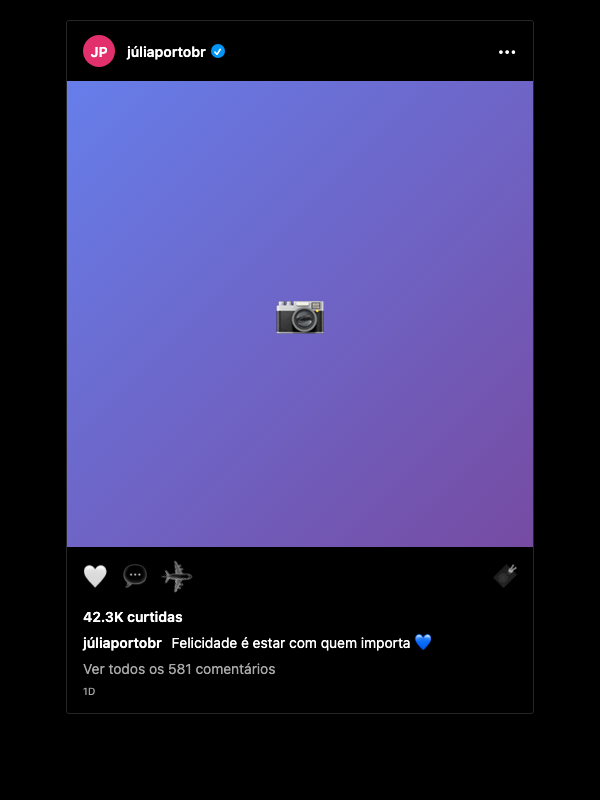 JP júliaportobr
42.3K curtidas
júliaportobr Felicidade é estar com quem importa 💙
Ver todos os 581 comentários
1D